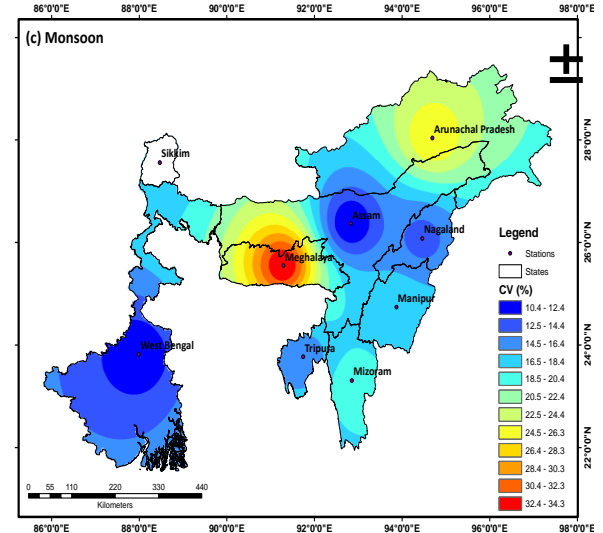 86°0'0"E 88°0'0"E 90°0'0"E 92°0'0"E 94°0'0"E 96°0'0"E 98°0'0"E
(c) Monsoon
Arunachal Pradesh
28°0'0"N
Sikkim
Assam
Nagaland
26°0'0"N
Meghalaya
Manipur
24°0'0"N
West Bengal
Tripura
Mizoram
22°0'0"N
Legend
Stations
States
CV (%)
10.4 - 12.4
12.5 - 14.4
14.5 - 16.4
16.5 - 18.4
18.5 - 20.4
20.5 - 22.4
22.5 - 24.4
24.5 - 26.3
26.4 - 28.3
28.4 - 30.3
30.4 - 32.3
32.4 - 34.3
0 55 110 220 330 440
Kilometers
86°0'0"E 88°0'0"E 90°0'0"E 92°0'0"E 94°0'0"E 96°0'0"E 98°0'0"E